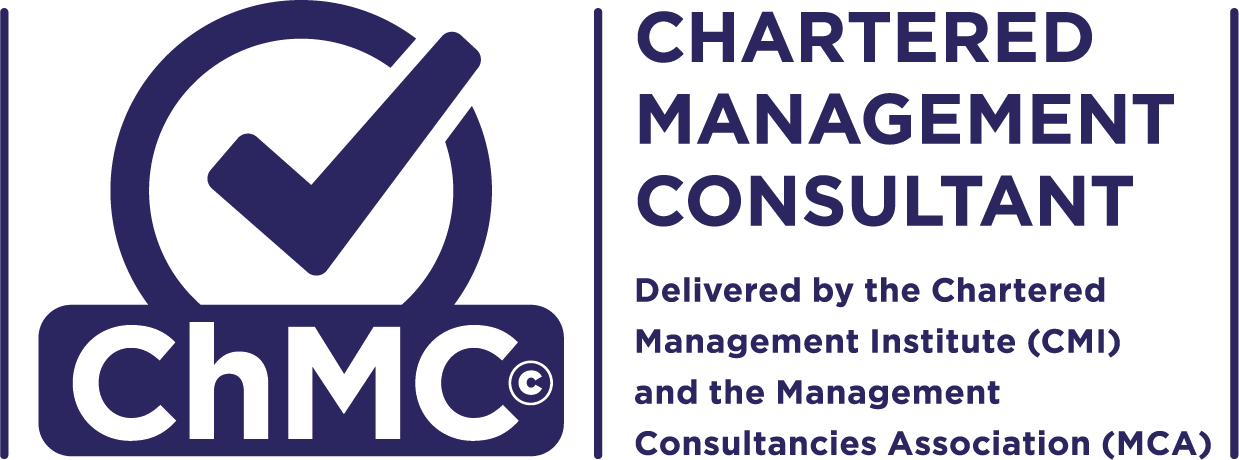 ChMC©
CHARTERED
MANAGEMENT
CONSULTANT
Delivered by the Chartered
Management Institute (CMI)
and the Management
Consultancies Association (MCA)